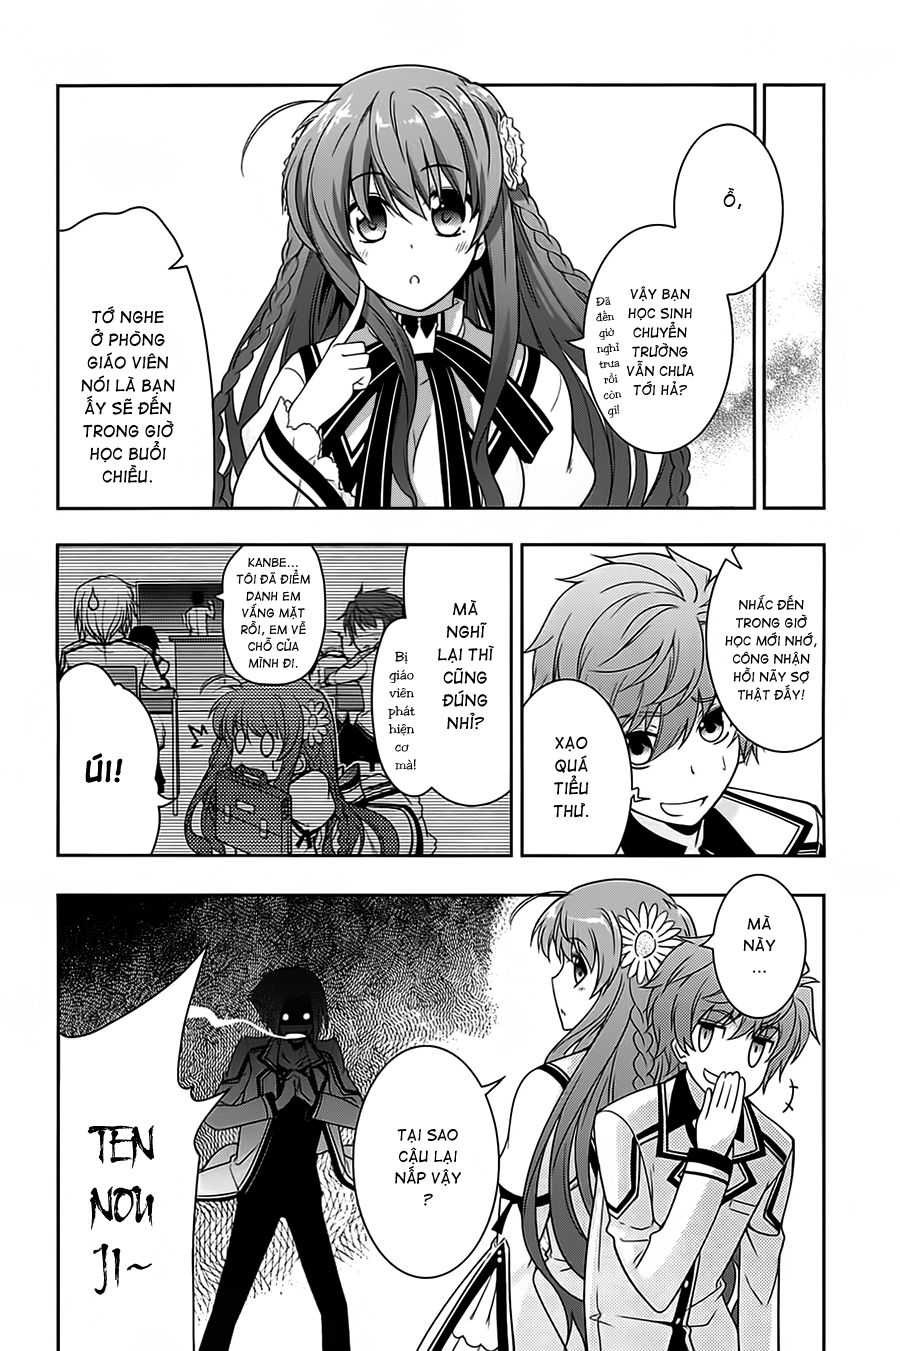 Ồ,
VẬY BẠN
HỌC SINH
CHUYỂN
TRƯỜNG
VẪN CHƯA
TỚI HẢ?
Đã
đến
giờ
nghỉ
trưa
rồi
còn
gì!
TỚ NGHE
Ở PHÒNG
GIÁO VIÊN
NÓI LÀ BẠN
ẤY SẼ ĐẾN
TRONG GIỜ
HỌC BUỔI
CHIỀU.
NHẮC ĐẾN
TRONG GIỜ
HỌC MỚI NHỚ,
CÔNG NHẬN
HỒI NÃY SỢ
THẬT ĐẤY!
XẠO
QUÁ
TIỂU
THƯ.
MÀ
NGHĨ
LẠI THÌ
CŨNG
ĐÚNG
NHỈ?
Bị
giáo
viên
phát
hiện
cơ
mà!
KANBE...
TÔI ĐÃ ĐIỂM
DANH EM
VẮNG MẶT
RỒI, EM VỀ
CHỖ CỦA
MÌNH ĐI.
ÚI!
MÀ
NÀY
...
TẠI SAO
CẬU LẠI
NẤP VẬY
?
TEN
NOU
JI~